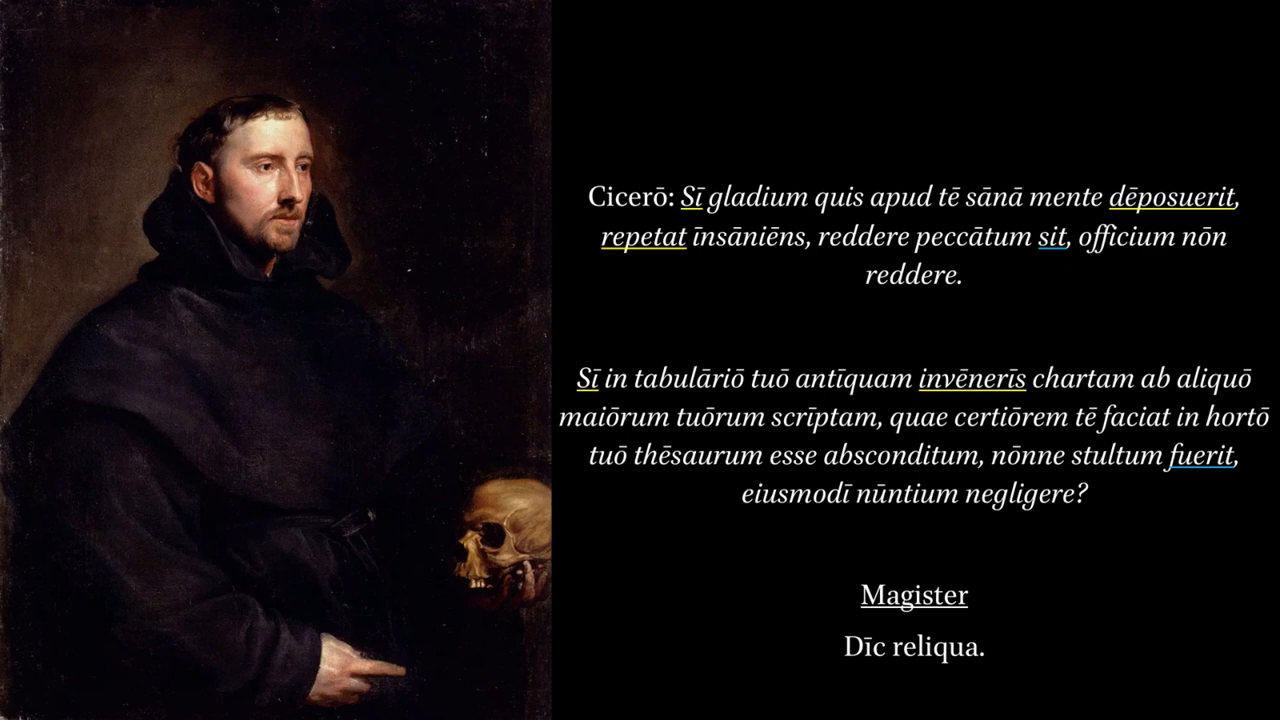 Cicerō: Sī gladium quis apud tē sānā mente dēposuerit,
repetat īnsāniēns, reddere peccātum sit, officium nōn
reddere.
Sī in tabulāriō tuō antīquam invēnerīs chartam ab aliquō
maiōrum tuōrum scrīptam, quae certiōrem tē faciat in hortō
tuō thēsaurum esse absconditum, nōnne stultum fuerit,
eiusmodī nūntium negligere?
Magister
Dīc reliqua.